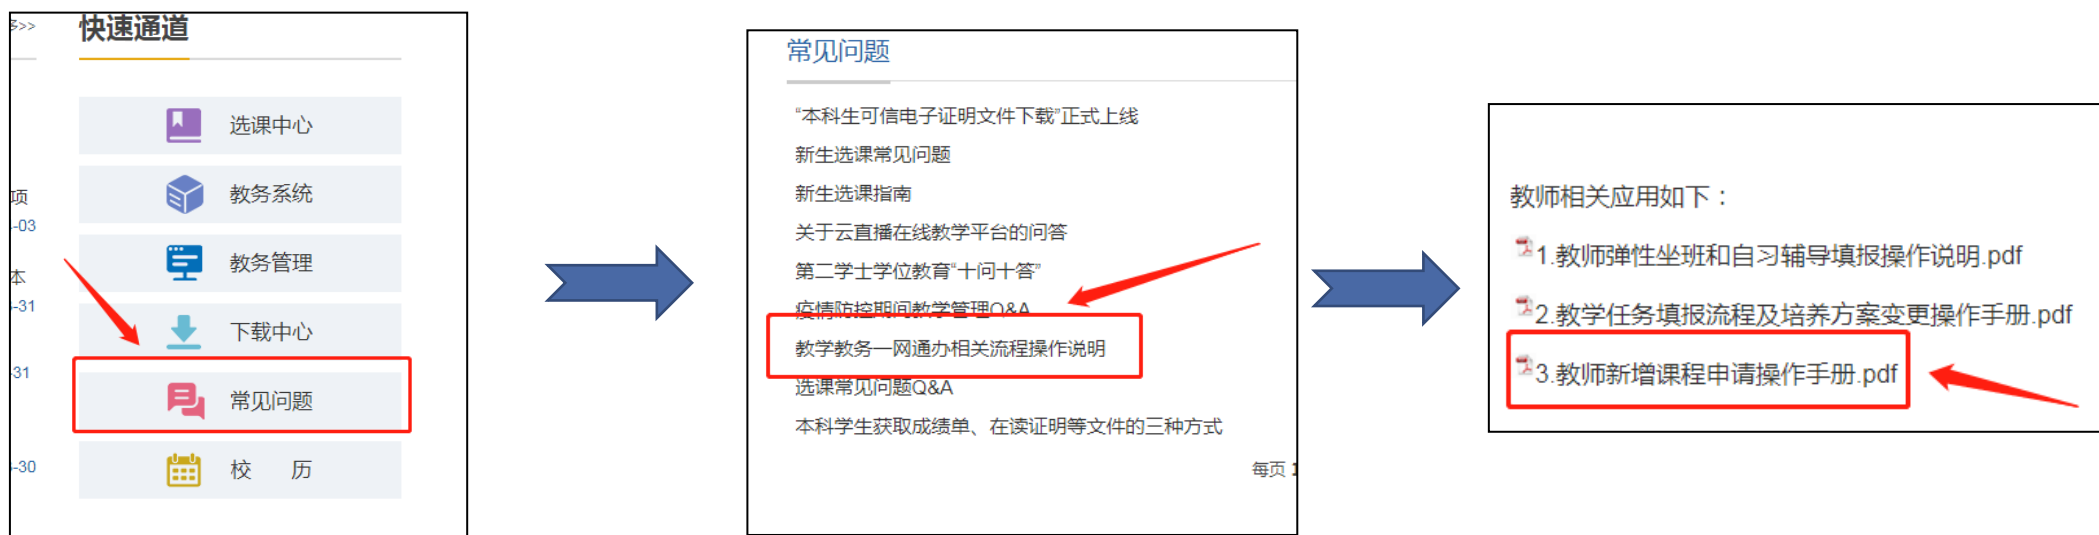 >>
快速通道
选课中心
项
教务系统
-03
教务管理
本
-31
下载中心
31
常见问题
-30
校 历
常见问题
“本科生可信电子证明文件下载”正式上线
新生选课常见问题
新生选课指南
关于云直播在线教学平台的问答
第二学士学位教育“十问十答”
疫情防控期间教学管理Q&A
教学教务一网通办相关流程操作说明
选课常见问题Q&A
本科学生获取成绩单、在读证明等文件的三种方式
每页 1
教师相关应用如下：
1.教师弹性坐班和自习辅导填报操作说明.pdf
2.教学任务填报流程及培养方案变更操作手册.pdf
3.教师新增课程申请操作手册.pdf